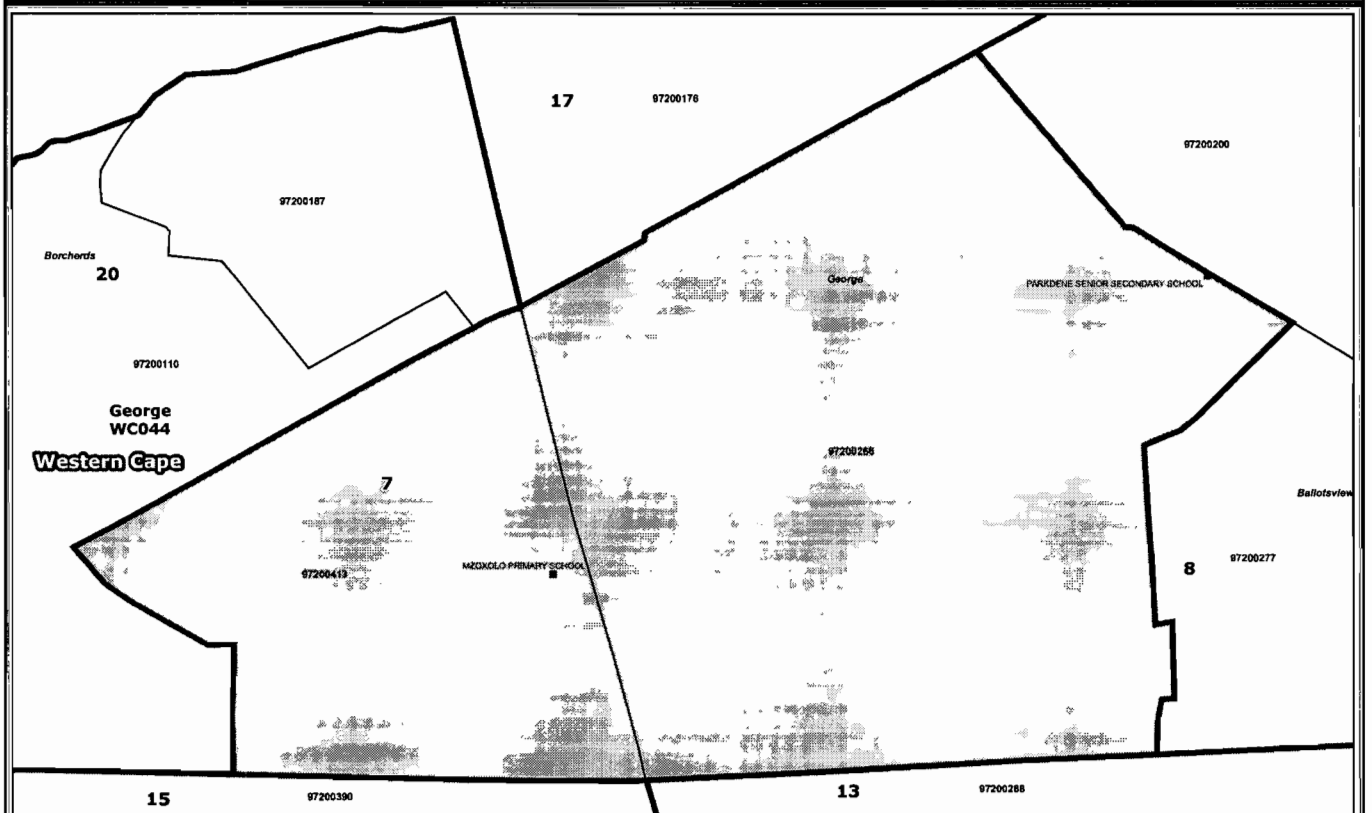 17
97200176
97200200
97200187
Borcherds
20
George
PARKDENE SENIOR SECONDARY SCHOOL
97200110
George
WC044
Western Cape
97200266
7
Ballotsview
97200277
8
MZOXOLO PRIMARY SCHOOL
97200413
15
97200390
13
97200288